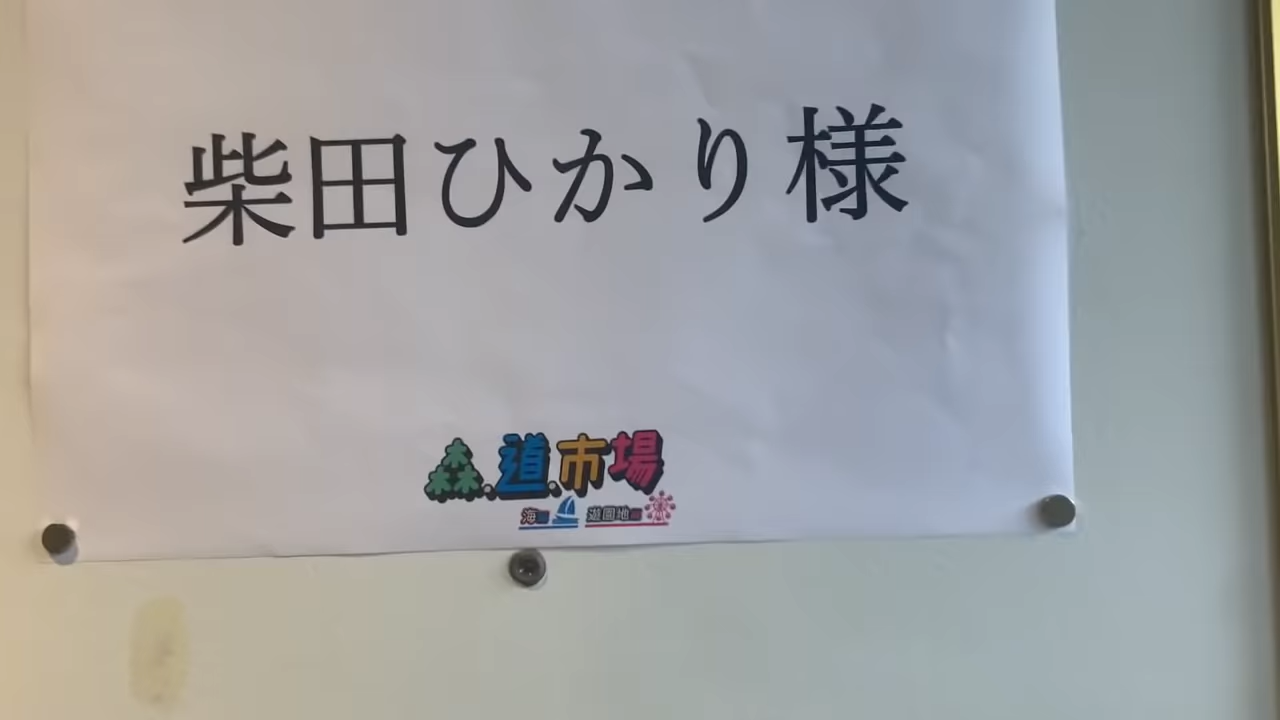 柴田ひかり様
森、道、市場
海 遊園地